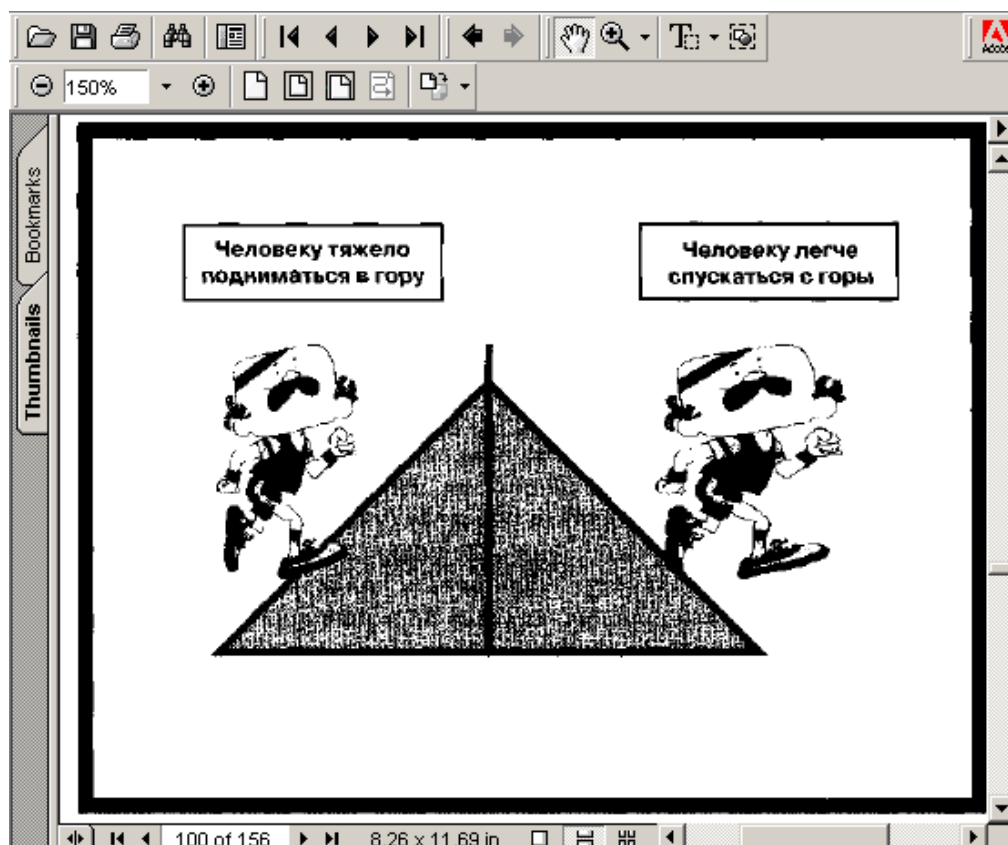 150%
Bookmarks
Thumbnails
Человеку тяжело
подниматься в гору
Человеку легче
спускаться с горы
100 of 156
8,26 x 11,69 in
Adobe